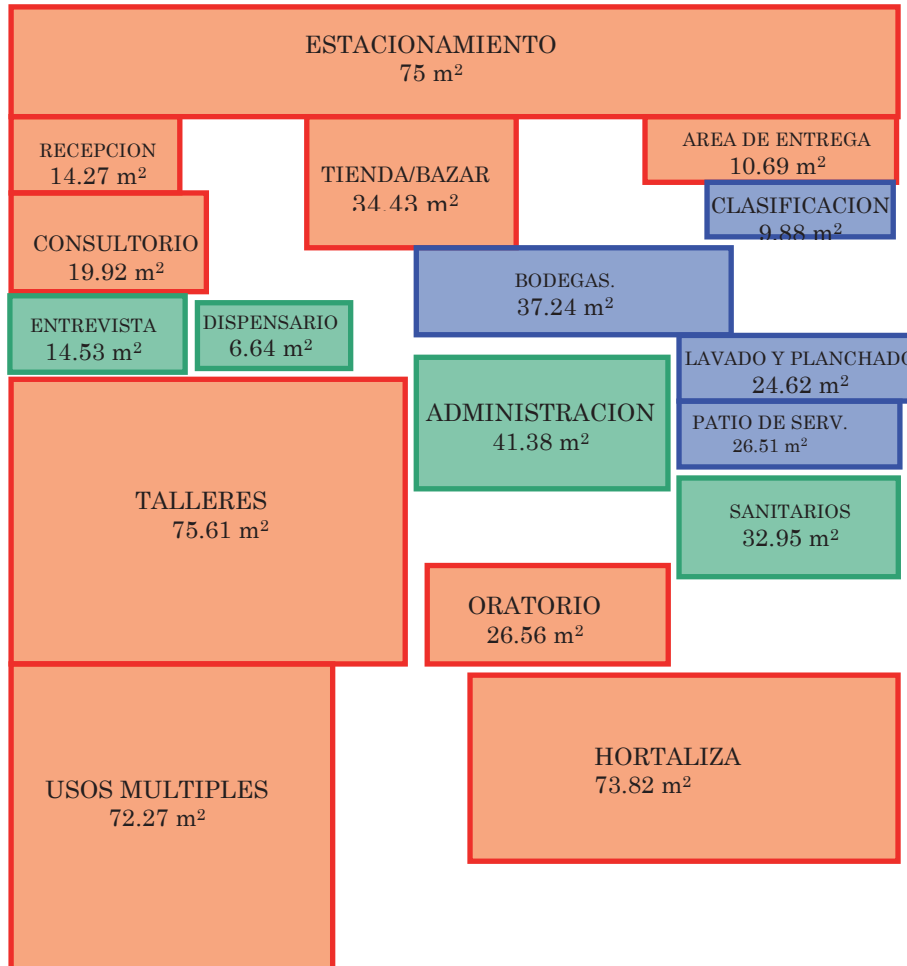 ESTACIONAMIENTO
75 m²
RECEPCION
14.27 m²
TIENDA/BAZAR
34.43 m²
AREA DE ENTREGA
10.69 m²
CLASIFICACION
9.88 m²
CONSULTORIO
19.92 m²
BODEGAS.
37.24 m²
ENTREVISTA
14.53 m²
DISPENSARIO
6.64 m²
LAVADO Y PLANCHADO
24.62 m²
ADMINISTRACION
41.38 m²
PATIO DE SERV.
26.51 m²
TALLERES
75.61 m²
SANITARIOS
32.95 m²
ORATORIO
26.56 m²
HORTALIZA
73.82 m²
USOS MULTIPLES
72.27 m²